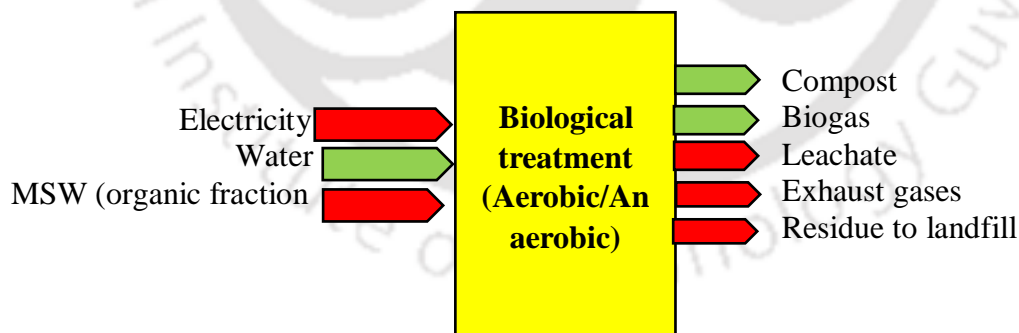 Electricity
Water
MSW (organic fraction
Biological
treatment
(Aerobic/An
aerobic)
Compost
Biogas
Leachate
Exhaust gases
Residue to landfill